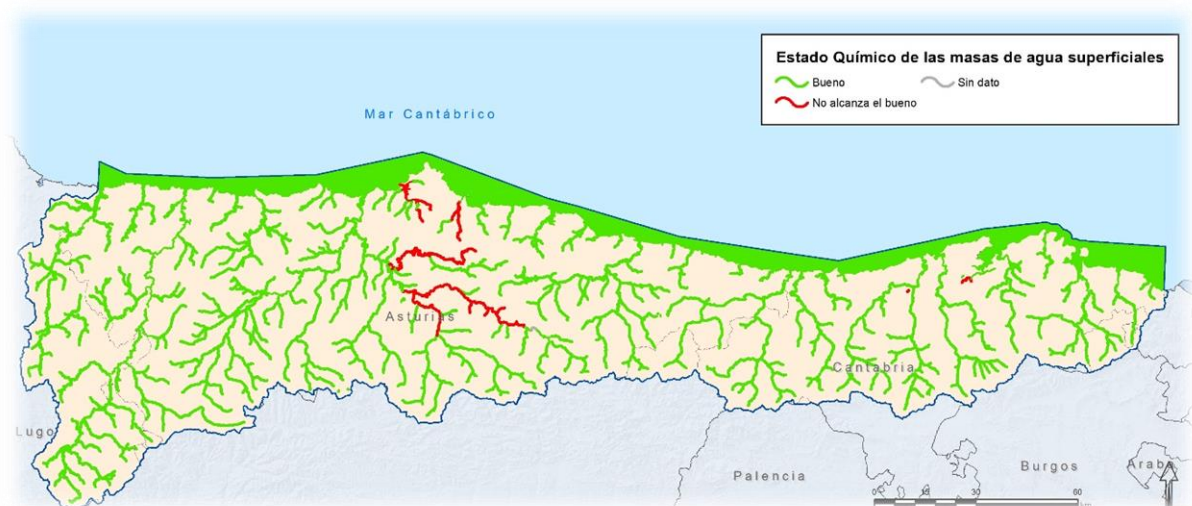 Estado Químico de las masas de agua superficiales
Bueno
Sin dato
No alcanza el bueno
Mar Cantábrico
Asturias
Cantabria
Lugo
Palencia
Burgos
Araba
0 15 30 60